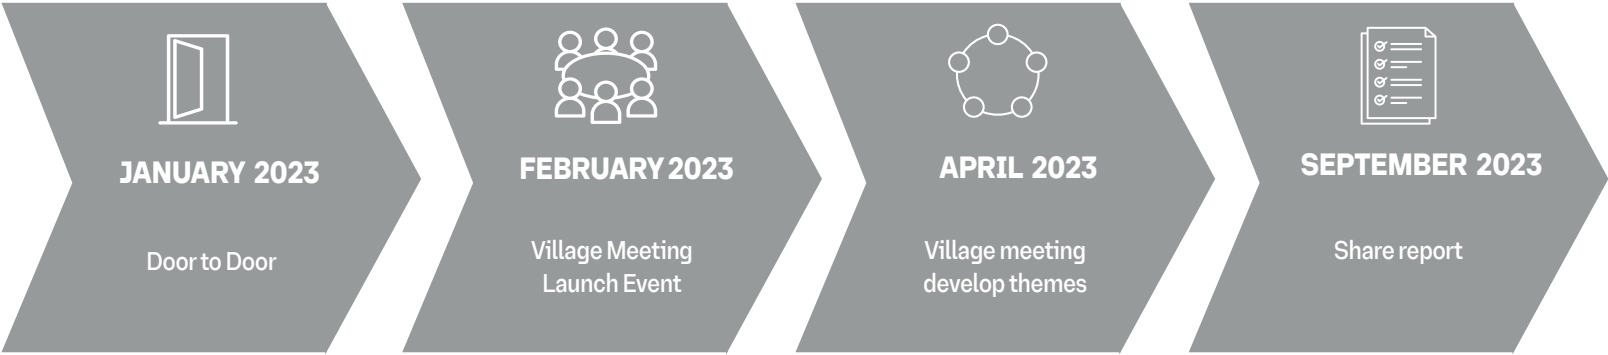 JANUARY 2023
Door to Door
FEBRUARY 2023
Village Meeting
Launch Event
APRIL 2023
Village meeting
develop themes
SEPTEMBER 2023
Share report